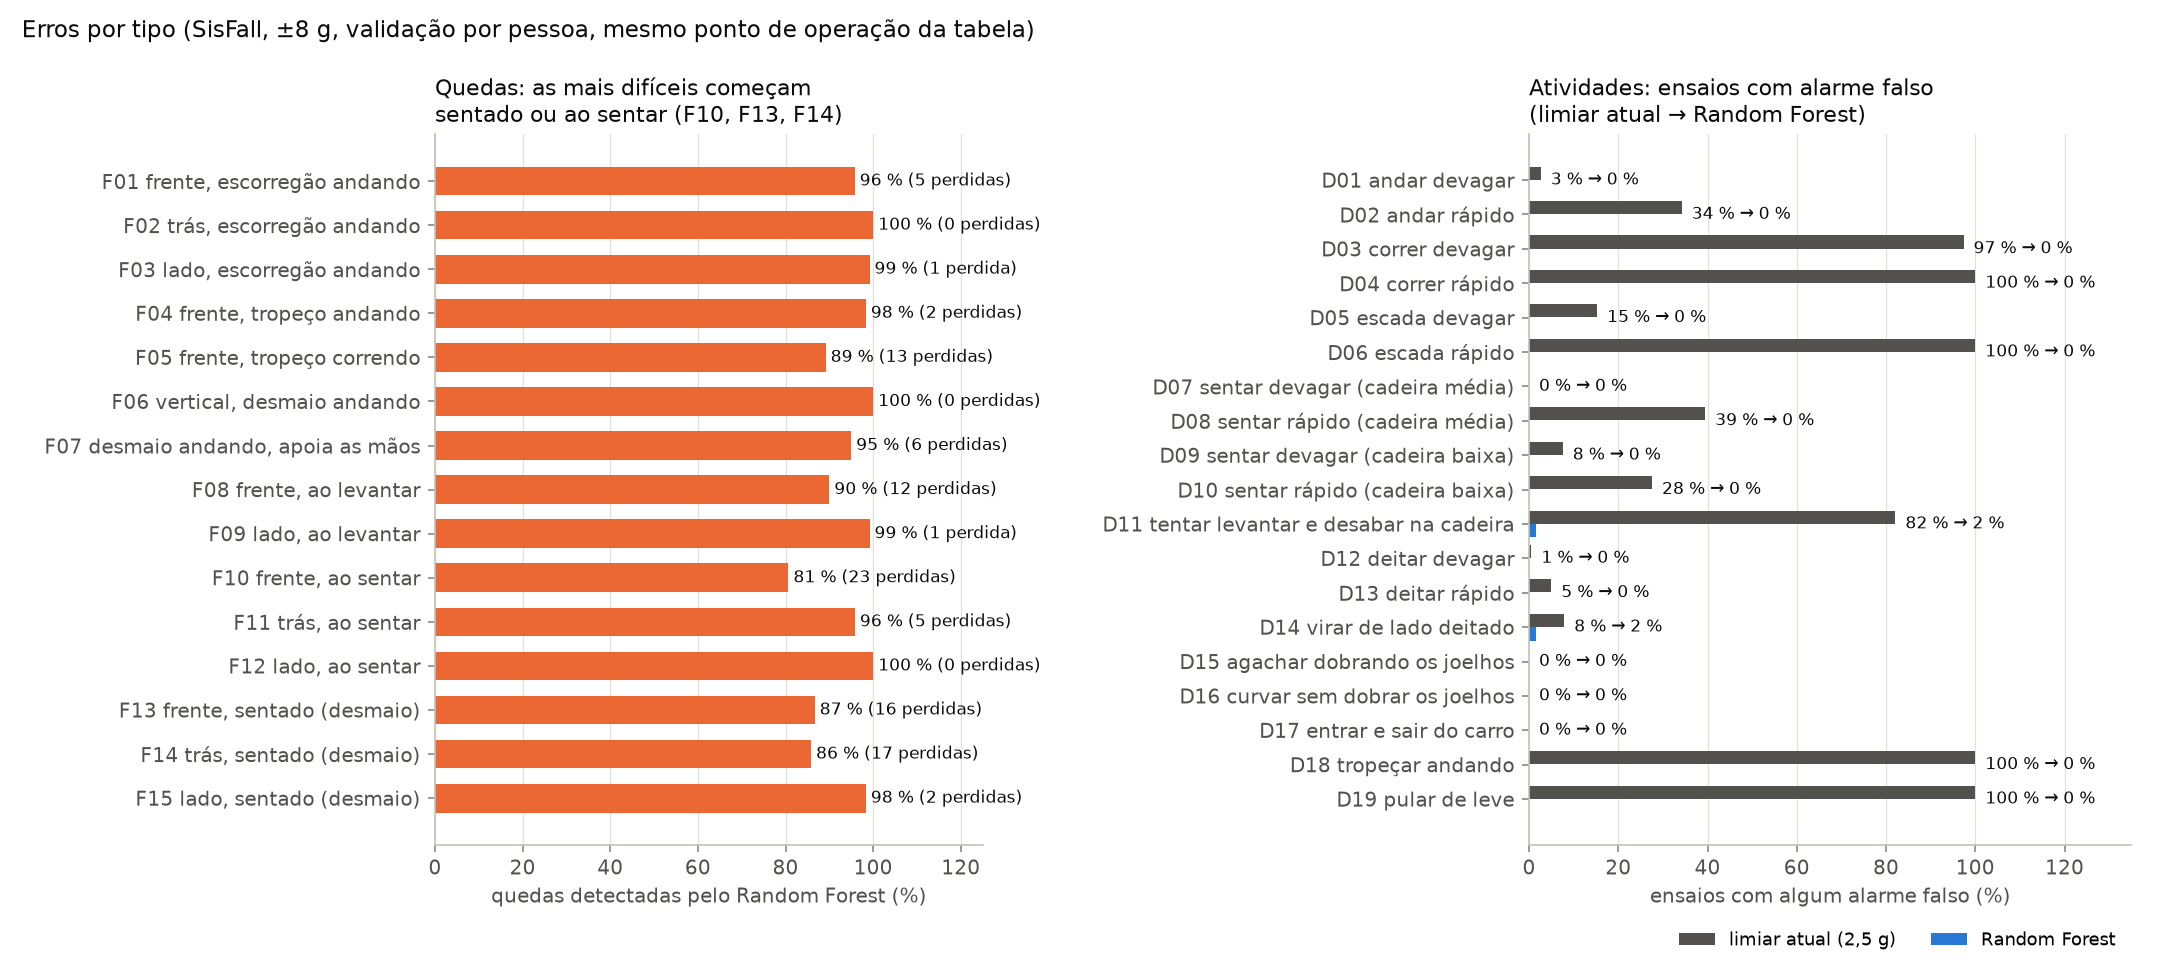 Erros por tipo (SisFall, ±8 g, validação por pessoa, mesmo ponto de operação da tabela)
Quedas: as mais difíceis começam
sentado ou ao sentar (F10, F13, F14)
F01 frente, escorregão andando 96 % (5 perdidas)
F02 trás, escorregão andando 100 % (0 perdidas)
F03 lado, escorregão andando 99 % (1 perdida)
F04 frente, tropeço andando 98 % (2 perdidas)
F05 frente, tropeço correndo 89 % (13 perdidas)
F06 vertical, desmaio andando 100 % (0 perdidas)
F07 desmaio andando, apoia as mãos 95 % (6 perdidas)
F08 frente, ao levantar 90 % (12 perdidas)
F09 lado, ao levantar 99 % (1 perdida)
F10 frente, ao sentar 81 % (23 perdidas)
F11 trás, ao sentar 96 % (5 perdidas)
F12 lado, ao sentar 100 % (0 perdidas)
F13 frente, sentado (desmaio) 87 % (16 perdidas)
F14 trás, sentado (desmaio) 86 % (17 perdidas)
F15 lado, sentado (desmaio) 98 % (2 perdidas)
0 20 40 60 80 100 120
quedas detectadas pelo Random Forest (%)
Atividades: ensaios com alarme falso
(limiar atual → Random Forest)
D01 andar devagar 3 % → 0 %
D02 andar rápido 34 % → 0 %
D03 correr devagar 97 % → 0 %
D04 correr rápido 100 % → 0 %
D05 escada devagar 15 % → 0 %
D06 escada rápido 100 % → 0 %
D07 sentar devagar (cadeira média) 0 % → 0 %
D08 sentar rápido (cadeira média) 39 % → 0 %
D09 sentar devagar (cadeira baixa) 8 % → 0 %
D10 sentar rápido (cadeira baixa) 28 % → 0 %
D11 tentar levantar e desabar na cadeira 82 % → 2 %
D12 deitar devagar 1 % → 0 %
D13 deitar rápido 5 % → 0 %
D14 virar de lado deitado 8 % → 2 %
D15 agachar dobrando os joelhos 0 % → 0 %
D16 curvar sem dobrar os joelhos 0 % → 0 %
D17 entrar e sair do carro 0 % → 0 %
D18 tropeçar andando 100 % → 0 %
D19 pular de leve 100 % → 0 %
0 20 40 60 80 100 120
ensaios com algum alarme falso (%)
limiar atual (2,5 g) Random Forest